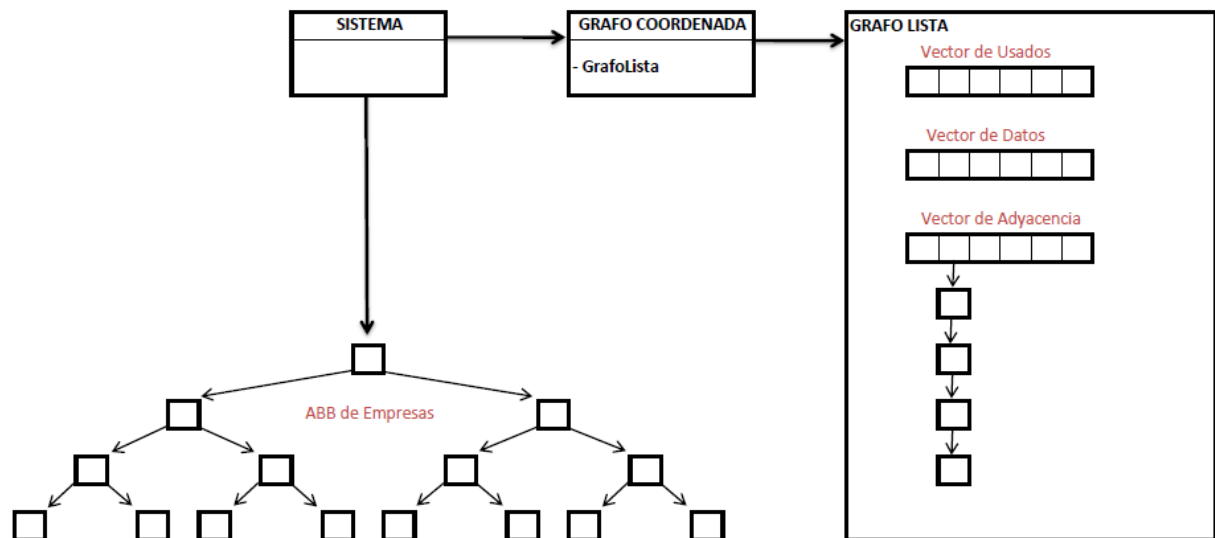 SISTEMA
GRAFO COORDENADA
- GrafoLista
GRAFO LISTA
Vector de Usados
Vector de Datos
Vector de Adyacencia
ABB de Empresas